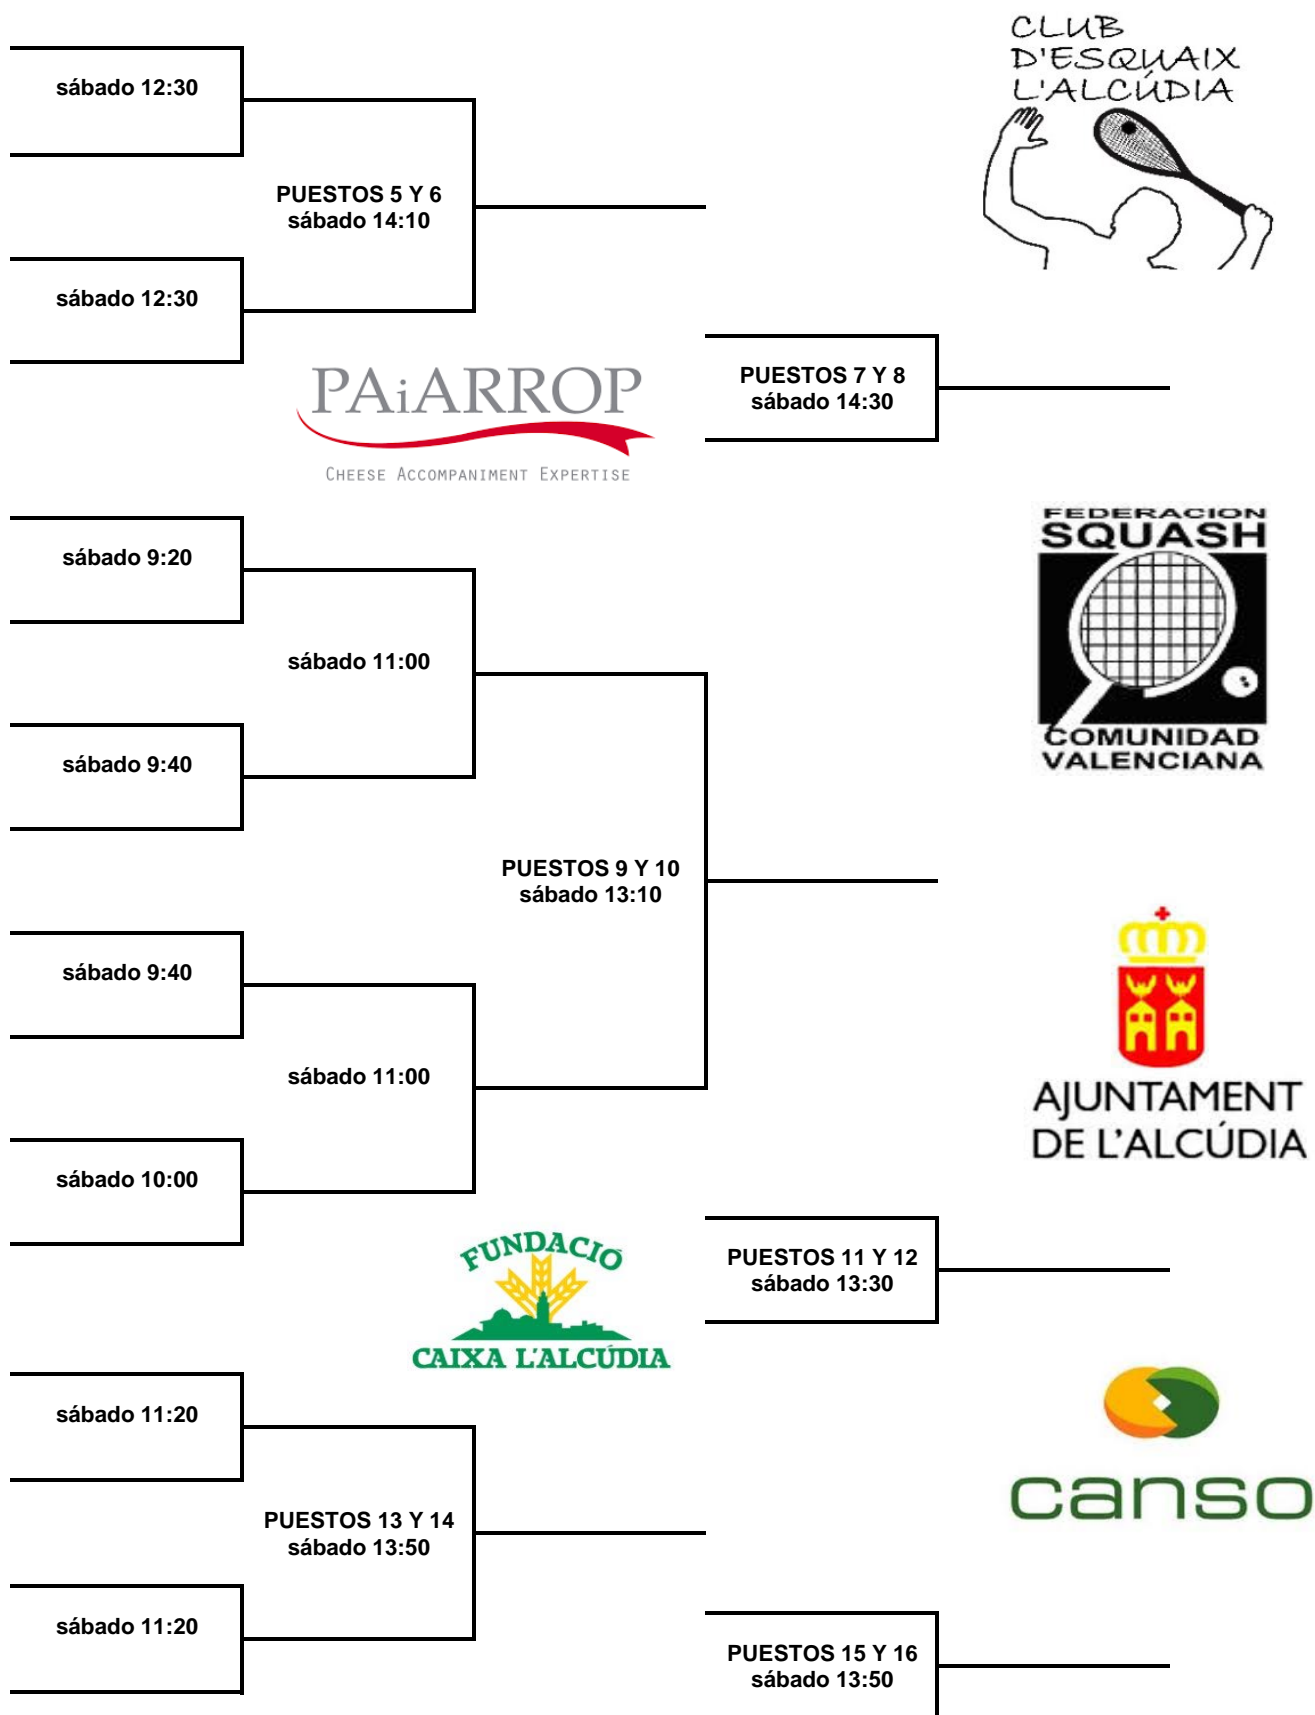 CLUB
D'ESQUAIX
L'ALCÚDIA
sábado 12:30
PUESTOS 5 Y 6
sábado 14:10
sábado 12:30
PAiARROP
CHEESE ACCOMPANIMENT EXPERTISE
PUESTOS 7 Y 8
sábado 14:30
FEDERACION
SQUASH
COMUNIDAD
VALENCIANA
sábado 9:20
sábado 11:00
sábado 9:40
PUESTOS 9 Y 10
sábado 13:10
sábado 9:40
sábado 11:00
sábado 10:00
AJUNTAMENT
DE L'ALCÚDIA
FUNDACIÓ
CAIXA L'ALCÚDIA
PUESTOS 11 Y 12
sábado 13:30
sábado 11:20
canso
PUESTOS 13 Y 14
sábado 13:50
sábado 11:20
PUESTOS 15 Y 16
sábado 13:50